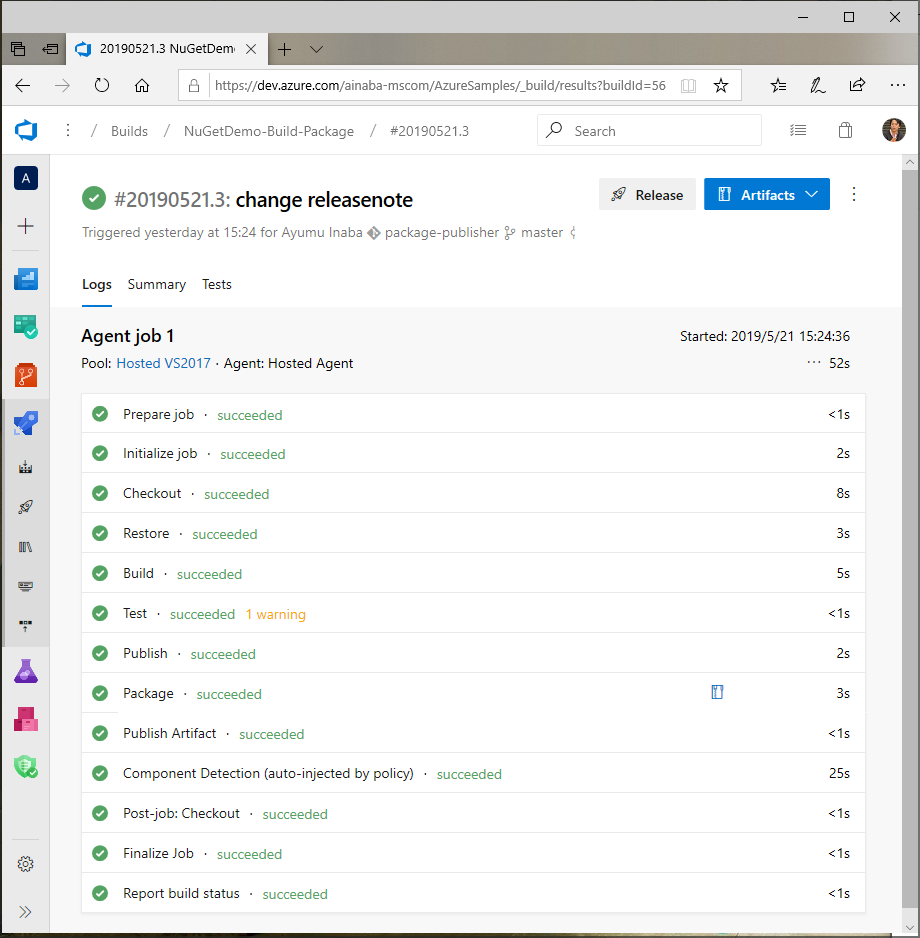 20190521.3 NuGetDem
https://dev.azure.com/ainaba-mscom/AzureSamples/_build/results?buildId=56
/ Builds / NuGetDemo-Build-Package / #20190521.3
Search
A
#20190521.3: change releasenote
Release
Artifacts
Triggered yesterday at 15:24 for Ayumu Inaba package-publisher master
Logs Summary Tests
Agent job 1
Started: 2019/5/21 15:24:36
Pool: Hosted VS2017 · Agent: Hosted Agent
··· 52s
Prepare job · succeeded <1s
Initialize job · succeeded 2s
Checkout · succeeded 8s
Restore · succeeded 3s
Build · succeeded 5s
Test · succeeded 1 warning <1s
Publish · succeeded 2s
Package · succeeded 3s
Publish Artifact · succeeded <1s
Component Detection (auto-injected by policy) · succeeded 25s
Post-job: Checkout · succeeded <1s
Finalize Job · succeeded <1s
Report build status · succeeded <1s